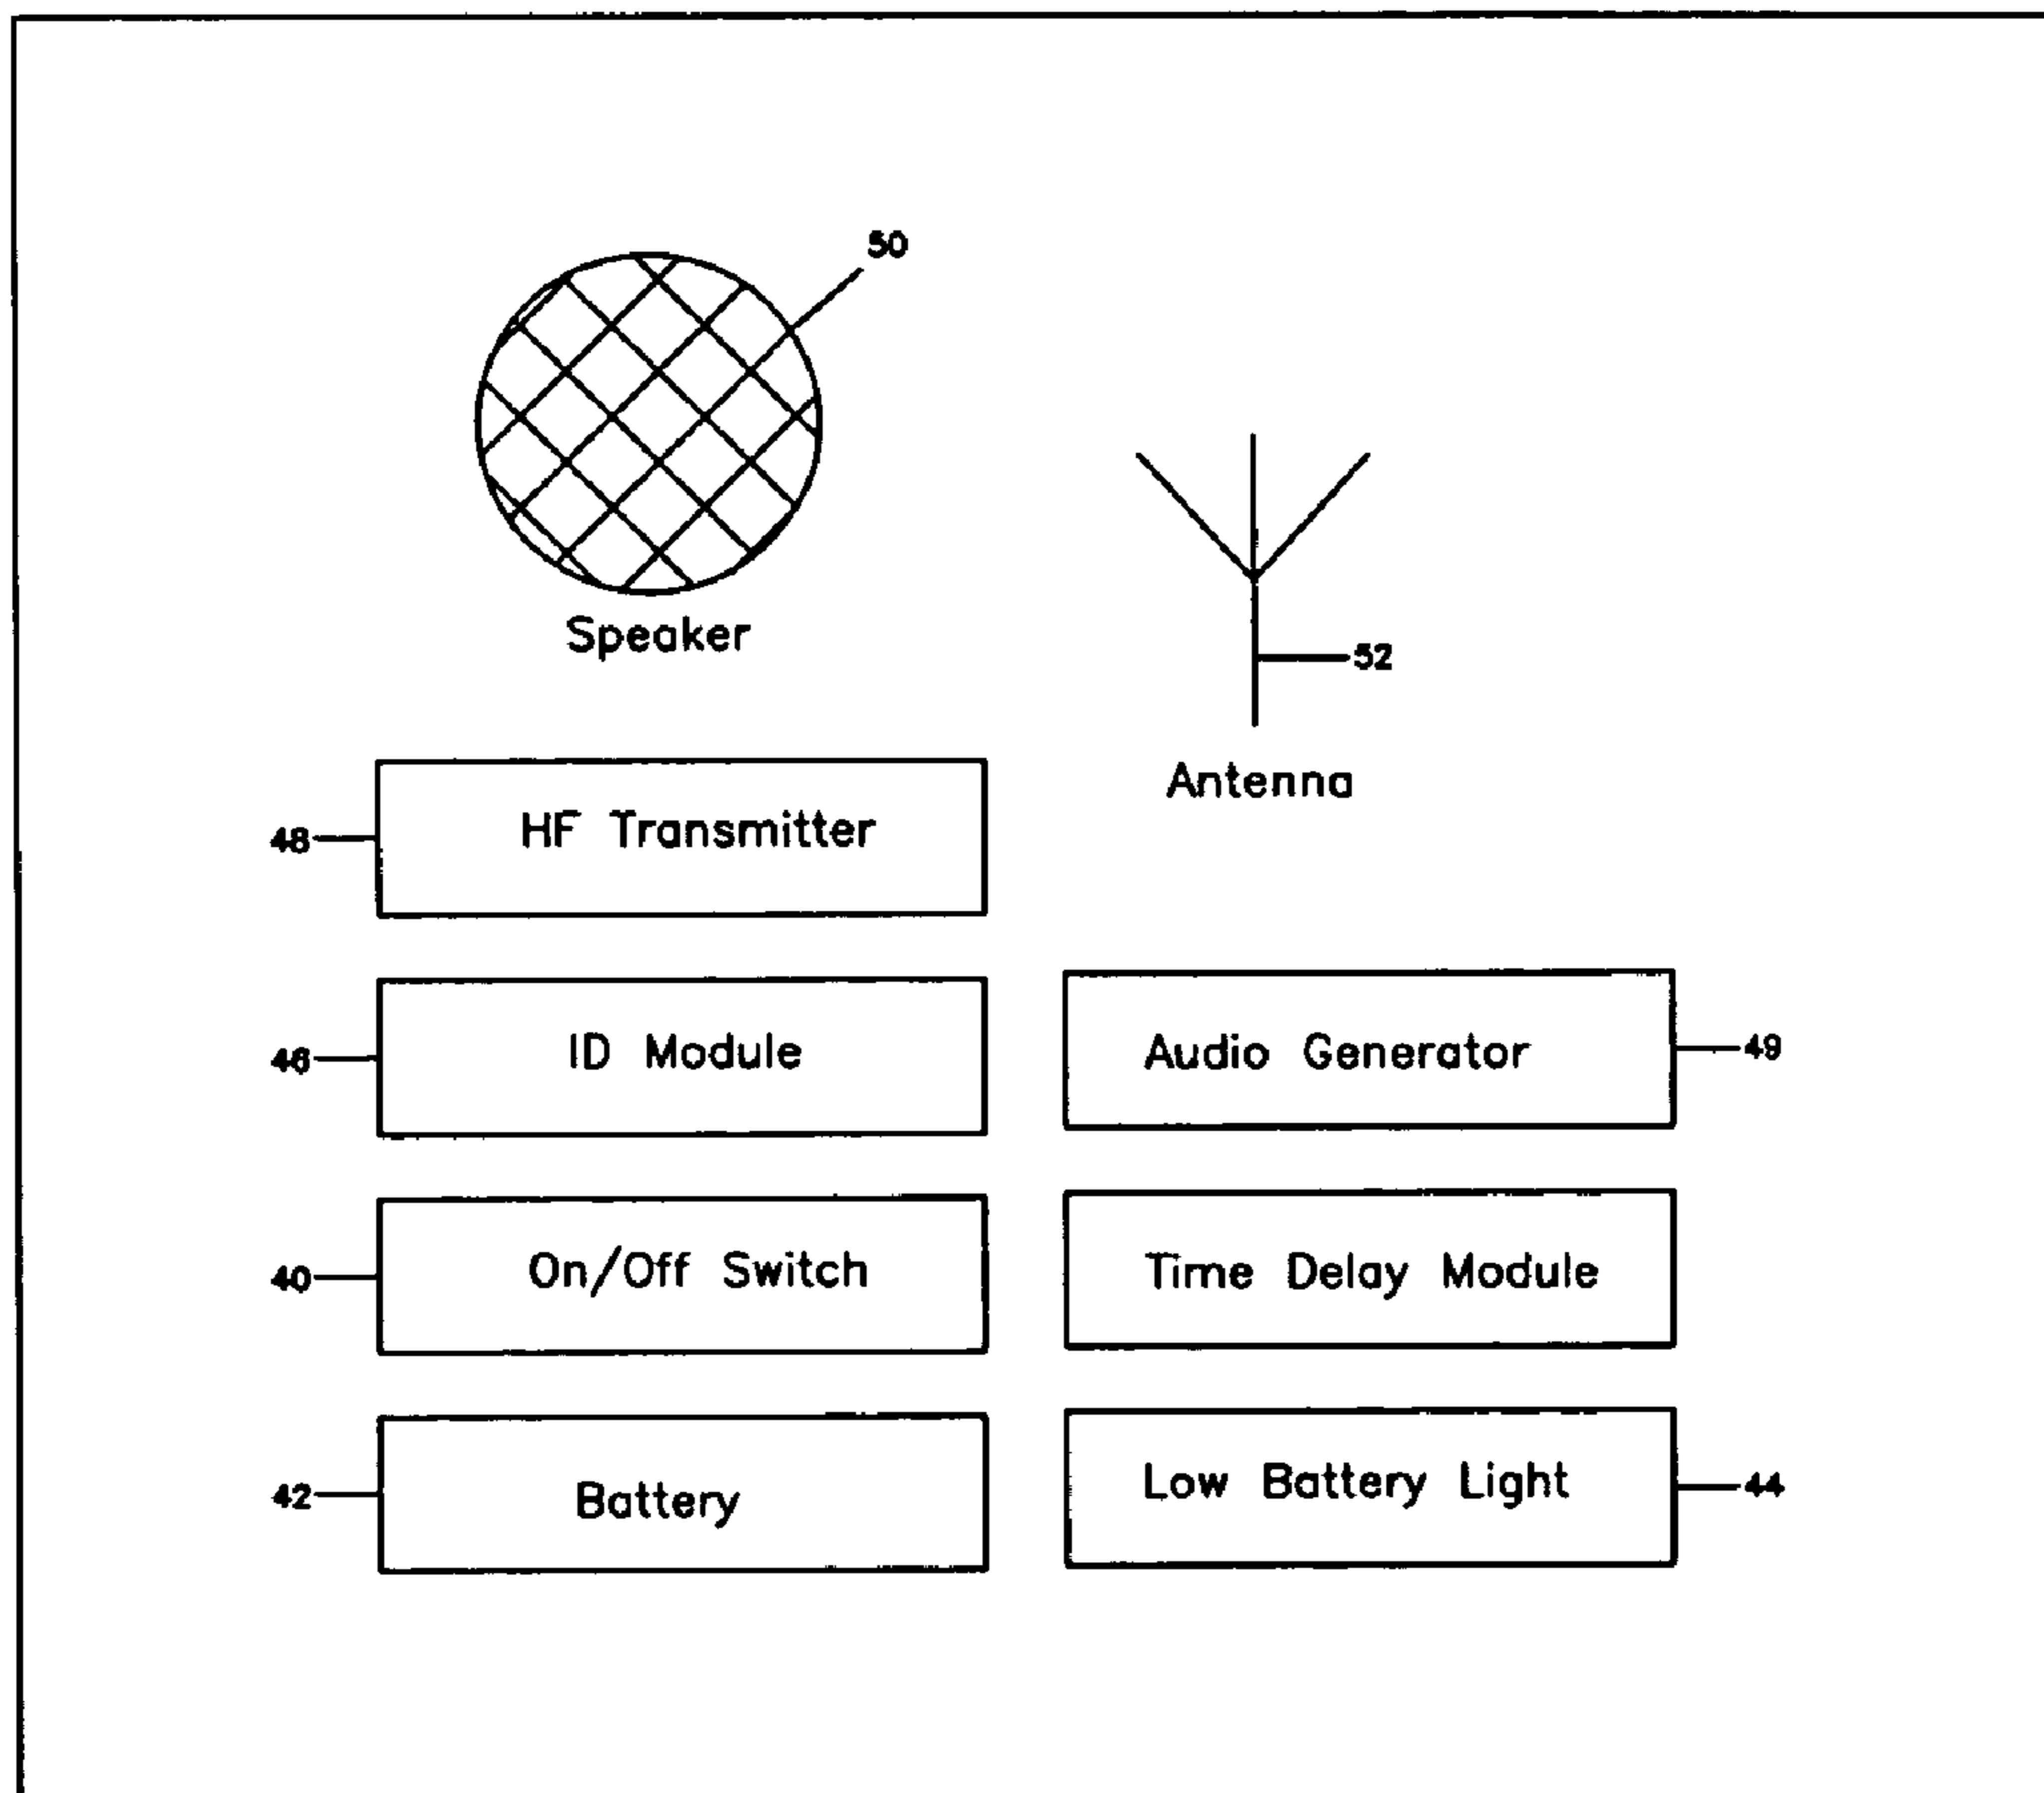 50
Speaker
52
Antenna
48 HF Transmitter
46 ID Module
Audio Generator 49
40 On/Off Switch
Time Delay Module
42 Battery
Low Battery Light 44